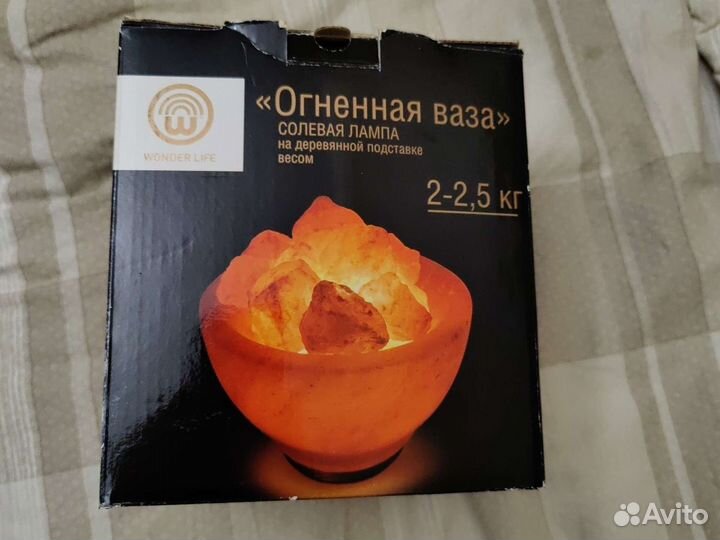 W
WONDER LIFE
«Огненная ваза»
СОЛЕВАЯ ЛАМПА
на деревянной подставке
весом
2-2,5 кг
Avito